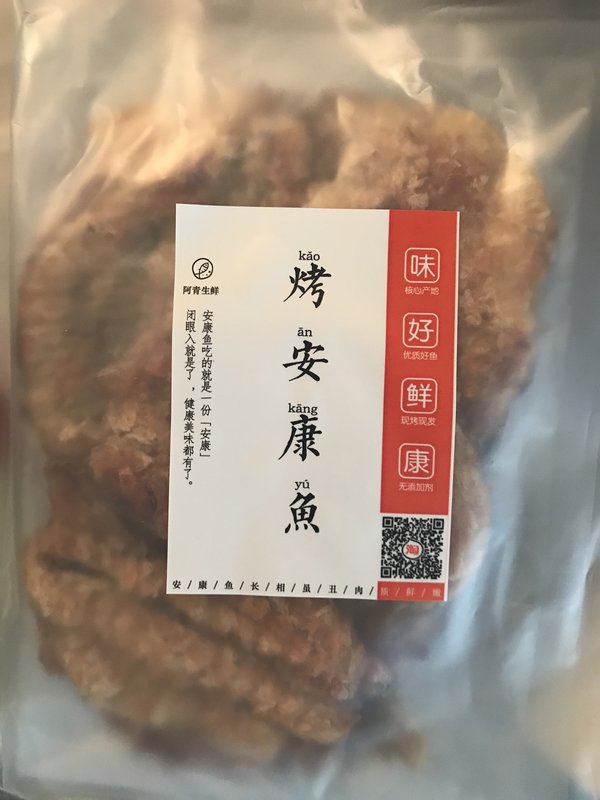 阿青生鲜
安康鱼吃的就是一份「安康」
闭眼入就是了，健康美味都有了。
kǎo
烤
ān
安
kāng
康
yú
魚
味
核心产地
好
优质好鱼
鲜
现烤现发
康
无添加剂
淘
安/康/鱼/长/相/虽/丑/肉/质/鲜/嫩